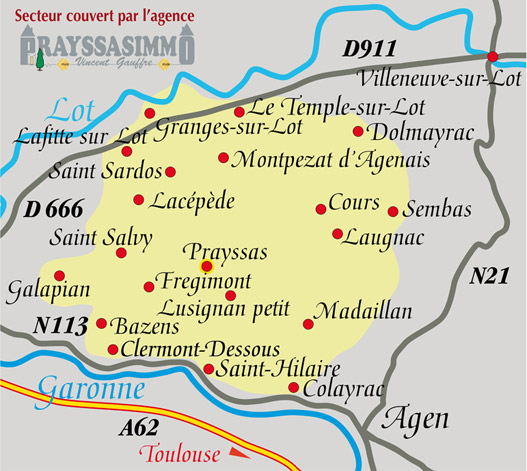 Secteur couvert par l'agence
PRAYSSASIMMO
Vincent Gauffre
D911
Villeneuve-sur-Lot
Lot
Le Temple-sur-Lot
Granges-sur-Lot
Dolmayrac
Lafitte sur Lot
Montpezat d'Agenais
Saint Sardos
Lacépède
Cours
Sembas
D 666
Laugnac
Saint Salvy
Prayssas
N21
Galapian
Fregimont
Lusignan petit
Madaillan
N113
Bazens
Clermont-Dessous
Saint-Hilaire
Garonne
Colayrac
Agen
A62
Toulouse